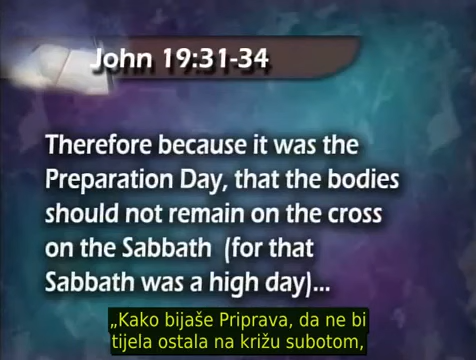 John 19:31-34
Therefore because it was the
Preparation Day, that the bodies
should not remain on the cross
on the Sabbath (for that
Sabbath was a high day)...
„Kako bijaše Priprava, da ne bi
tijela ostala na križu subotom,